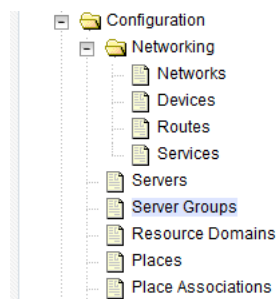 Configuration
Networking
Networks
Devices
Routes
Services
Servers
Server Groups
Resource Domains
Places
Place Associations